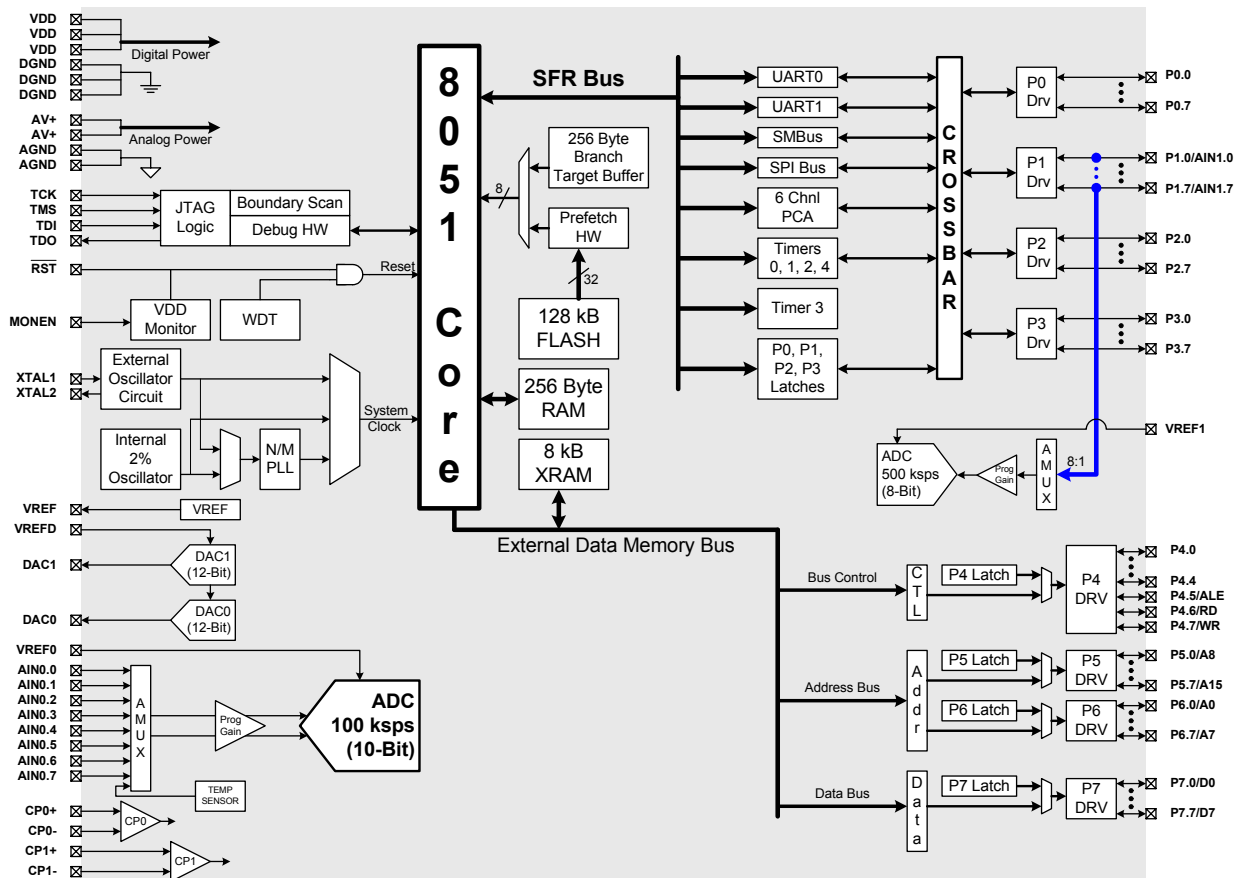 VDD
VDD
VDD
DGND
DGND
DGND
Digital Power
AV+
AV+
AGND
AGND
Analog Power
TCK
TMS
TDI
TDO
JTAG
Logic
Boundary Scan
Debug HW
RST
MONEN
VDD
Monitor
WDT
Reset
XTAL1
XTAL2
External
Oscillator
Circuit
Internal
2%
Oscillator
N/M
PLL
System
Clock
VREF
VREF
VREFD
DAC1
DAC1
(12-Bit)
DAC0
DAC0
(12-Bit)
VREF0
AIN0.0
AIN0.1
AIN0.2
AIN0.3
AIN0.4
AIN0.5
AIN0.6
AIN0.7
AMUX
Prog
Gain
ADC
100 ksps
(10-Bit)
TEMP
SENSOR
CP0+
CP0-
CP0
CP1+
CP1-
CP1
8051 Core
SFR Bus
256 Byte
Branch
Target Buffer
8
Prefetch
HW
32
128 kB
FLASH
256 Byte
RAM
8 kB
XRAM
External Data Memory Bus
UART0
UART1
SMBus
SPI Bus
6 Chnl
PCA
Timers
0, 1, 2, 4
Timer 3
P0, P1,
P2, P3
Latches
CROSSBAR
P0
Drv
P1
Drv
P2
Drv
P3
Drv
P0.0
P0.7
P1.0/AIN1.0
P1.7/AIN1.7
P2.0
P2.7
P3.0
P3.7
VREF1
ADC
500 ksps
(8-Bit)
Prog
Gain
AMUX
8:1
Bus Control
CTL
P4 Latch
P4
DRV
P4.0
P4.4
P4.5/ALE
P4.6/RD
P4.7/WR
Address Bus
Addr
P5 Latch
P5
DRV
P5.0/A8
P5.7/A15
P6 Latch
P6
DRV
P6.0/A0
P6.7/A7
Data Bus
Data
P7 Latch
P7
DRV
P7.0/D0
P7.7/D7